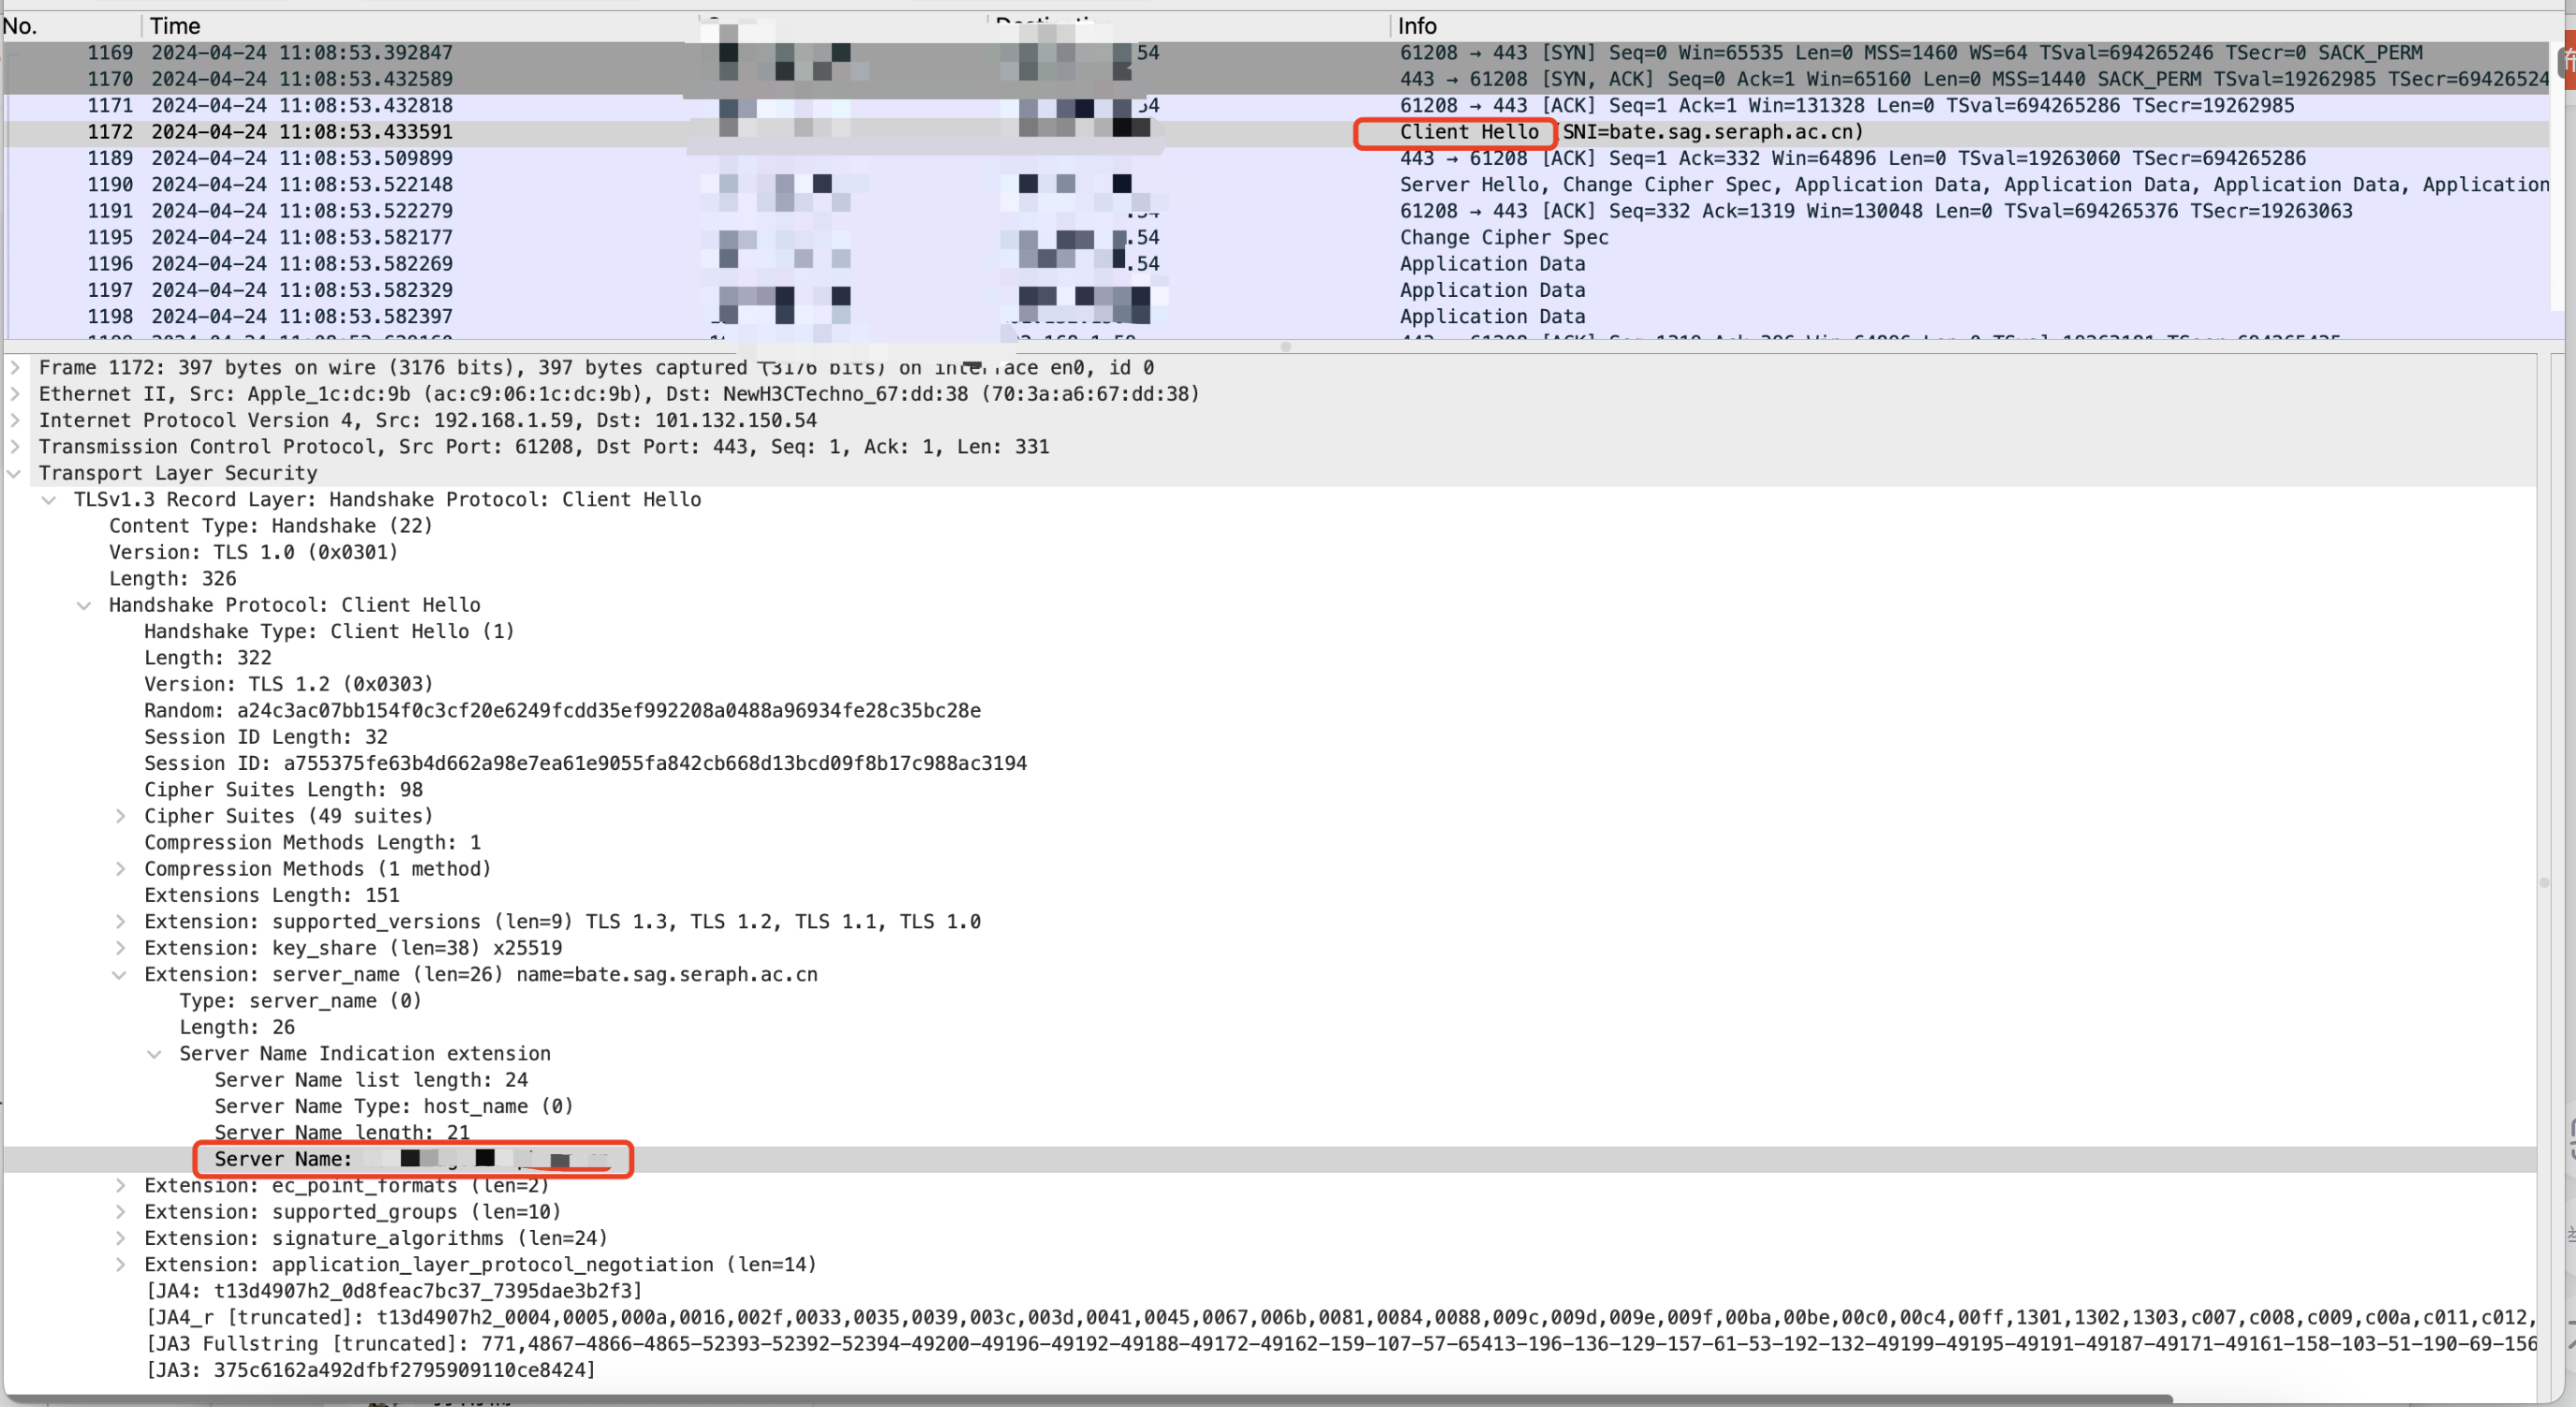 No. Time Info
1169 2024-04-24 11:08:53.392847 54 61208 → 443 [SYN] Seq=0 Win=65535 Len=0 MSS=1460 WS=64 TSval=694265246 TSecr=0 SACK_PERM
1170 2024-04-24 11:08:53.432589 443 → 61208 [SYN, ACK] Seq=0 Ack=1 Win=65160 Len=0 MSS=1440 SACK_PERM TSval=19262985 TSecr=69426524
1171 2024-04-24 11:08:53.432818 54 61208 → 443 [ACK] Seq=1 Ack=1 Win=131328 Len=0 TSval=694265286 TSecr=19262985
1172 2024-04-24 11:08:53.433591 Client Hello (SNI=bate.sag.seraph.ac.cn)
1189 2024-04-24 11:08:53.509899 443 → 61208 [ACK] Seq=1 Ack=332 Win=64896 Len=0 TSval=19263060 TSecr=694265286
1190 2024-04-24 11:08:53.522148 Server Hello, Change Cipher Spec, Application Data, Application Data, Application Data, Application
1191 2024-04-24 11:08:53.522279 61208 → 443 [ACK] Seq=332 Ack=1319 Win=130048 Len=0 TSval=694265376 TSecr=19263063
1195 2024-04-24 11:08:53.582177 .54 Change Cipher Spec
1196 2024-04-24 11:08:53.582269 .54 Application Data
1197 2024-04-24 11:08:53.582329 Application Data
1198 2024-04-24 11:08:53.582397 Application Data
Frame 1172: 397 bytes on wire (3176 bits), 397 bytes captured (3176 bits) on interface en0, id 0
Ethernet II, Src: Apple_1c:dc:9b (ac:c9:06:1c:dc:9b), Dst: NewH3CTechno_67:dd:38 (70:3a:a6:67:dd:38)
Internet Protocol Version 4, Src: 192.168.1.59, Dst: 101.132.150.54
Transmission Control Protocol, Src Port: 61208, Dst Port: 443, Seq: 1, Ack: 1, Len: 331
Transport Layer Security
TLSv1.3 Record Layer: Handshake Protocol: Client Hello
Content Type: Handshake (22)
Version: TLS 1.0 (0x0301)
Length: 326
Handshake Protocol: Client Hello
Handshake Type: Client Hello (1)
Length: 322
Version: TLS 1.2 (0x0303)
Random: a24c3ac07bb154f0c3cf20e6249fcdd35ef992208a0488a96934fe28c35bc28e
Session ID Length: 32
Session ID: a755375fe63b4d662a98e7ea61e9055fa842cb668d13bcd09f8b17c988ac3194
Cipher Suites Length: 98
Cipher Suites (49 suites)
Compression Methods Length: 1
Compression Methods (1 method)
Extensions Length: 151
Extension: supported_versions (len=9) TLS 1.3, TLS 1.2, TLS 1.1, TLS 1.0
Extension: key_share (len=38) x25519
Extension: server_name (len=26) name=bate.sag.seraph.ac.cn
Type: server_name (0)
Length: 26
Server Name Indication extension
Server Name list length: 24
Server Name Type: host_name (0)
Server Name length: 21
Server Name:
Extension: ec_point_formats (len=2)
Extension: supported_groups (len=10)
Extension: signature_algorithms (len=24)
Extension: application_layer_protocol_negotiation (len=14)
[JA4: t13d4907h2_0d8feac7bc37_7395dae3b2f3]
[JA4_r [truncated]: t13d4907h2_0004,0005,000a,0016,002f,0033,0035,0039,003c,003d,0041,0045,0067,006b,0081,0084,0088,009c,009d,009e,009f,00ba,00be,00c0,00c4,00ff,1301,1302,1303,c007,c008,c009,c00a,c011,c012,
[JA3 Fullstring [truncated]: 771,4867-4866-4865-52393-52392-52394-49200-49196-49192-49188-49172-49162-159-107-57-65413-196-136-129-157-61-53-192-132-49199-49195-49191-49187-49171-49161-158-103-51-190-69-156
[JA3: 375c6162a492dfbf2795909110ce8424]